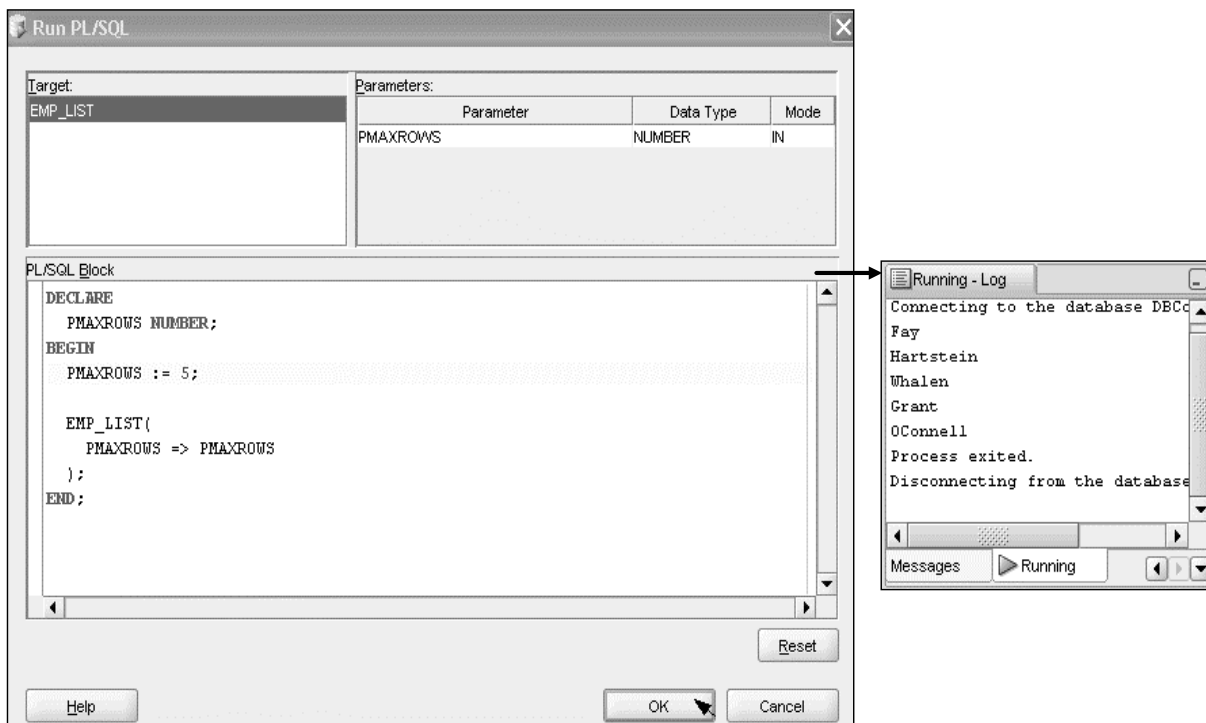 Run PL/SQL
Target:
EMP_LIST
Parameters:
Parameter Data Type Mode
PMAXROWS NUMBER IN
PL/SQL Block
DECLARE
PMAXROWS NUMBER;
BEGIN
PMAXROWS := 5;
EMP_LIST(
PMAXROWS => PMAXROWS
);
END;
Reset
Help
OK
Cancel
Running - Log
Connecting to the database DBCo
Fay
Hartstein
Whalen
Grant
OConnell
Process exited.
Disconnecting from the database
Messages
Running